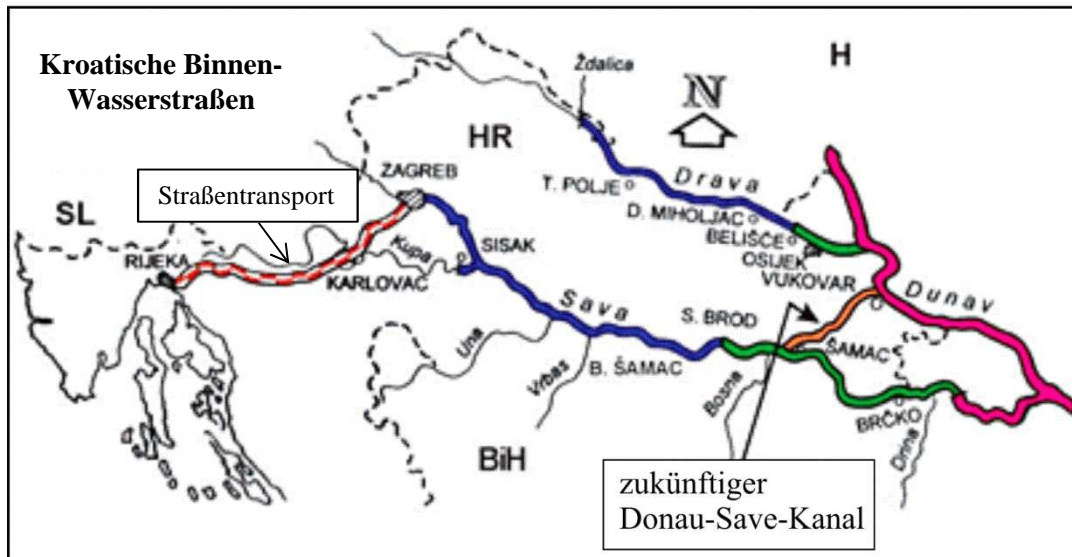 Kroatische Binnen-
Wasserstraßen
H
Ždalica
N
HR
ZAGREB
T. POLJE
Drava
Straßentransport
D. MIHOLJAC
SL
BELIŠĆE
Kupa
SISAK
OSIJEK
RIJEKA
VUKOVAR
KARLOVAC
Dunav
Sava
S. BROD
Una
ŠAMAC
Vrbas
B. ŠAMAC
Bosna
BRČKO
Drina
BiH
zukünftiger
Donau-Save-Kanal